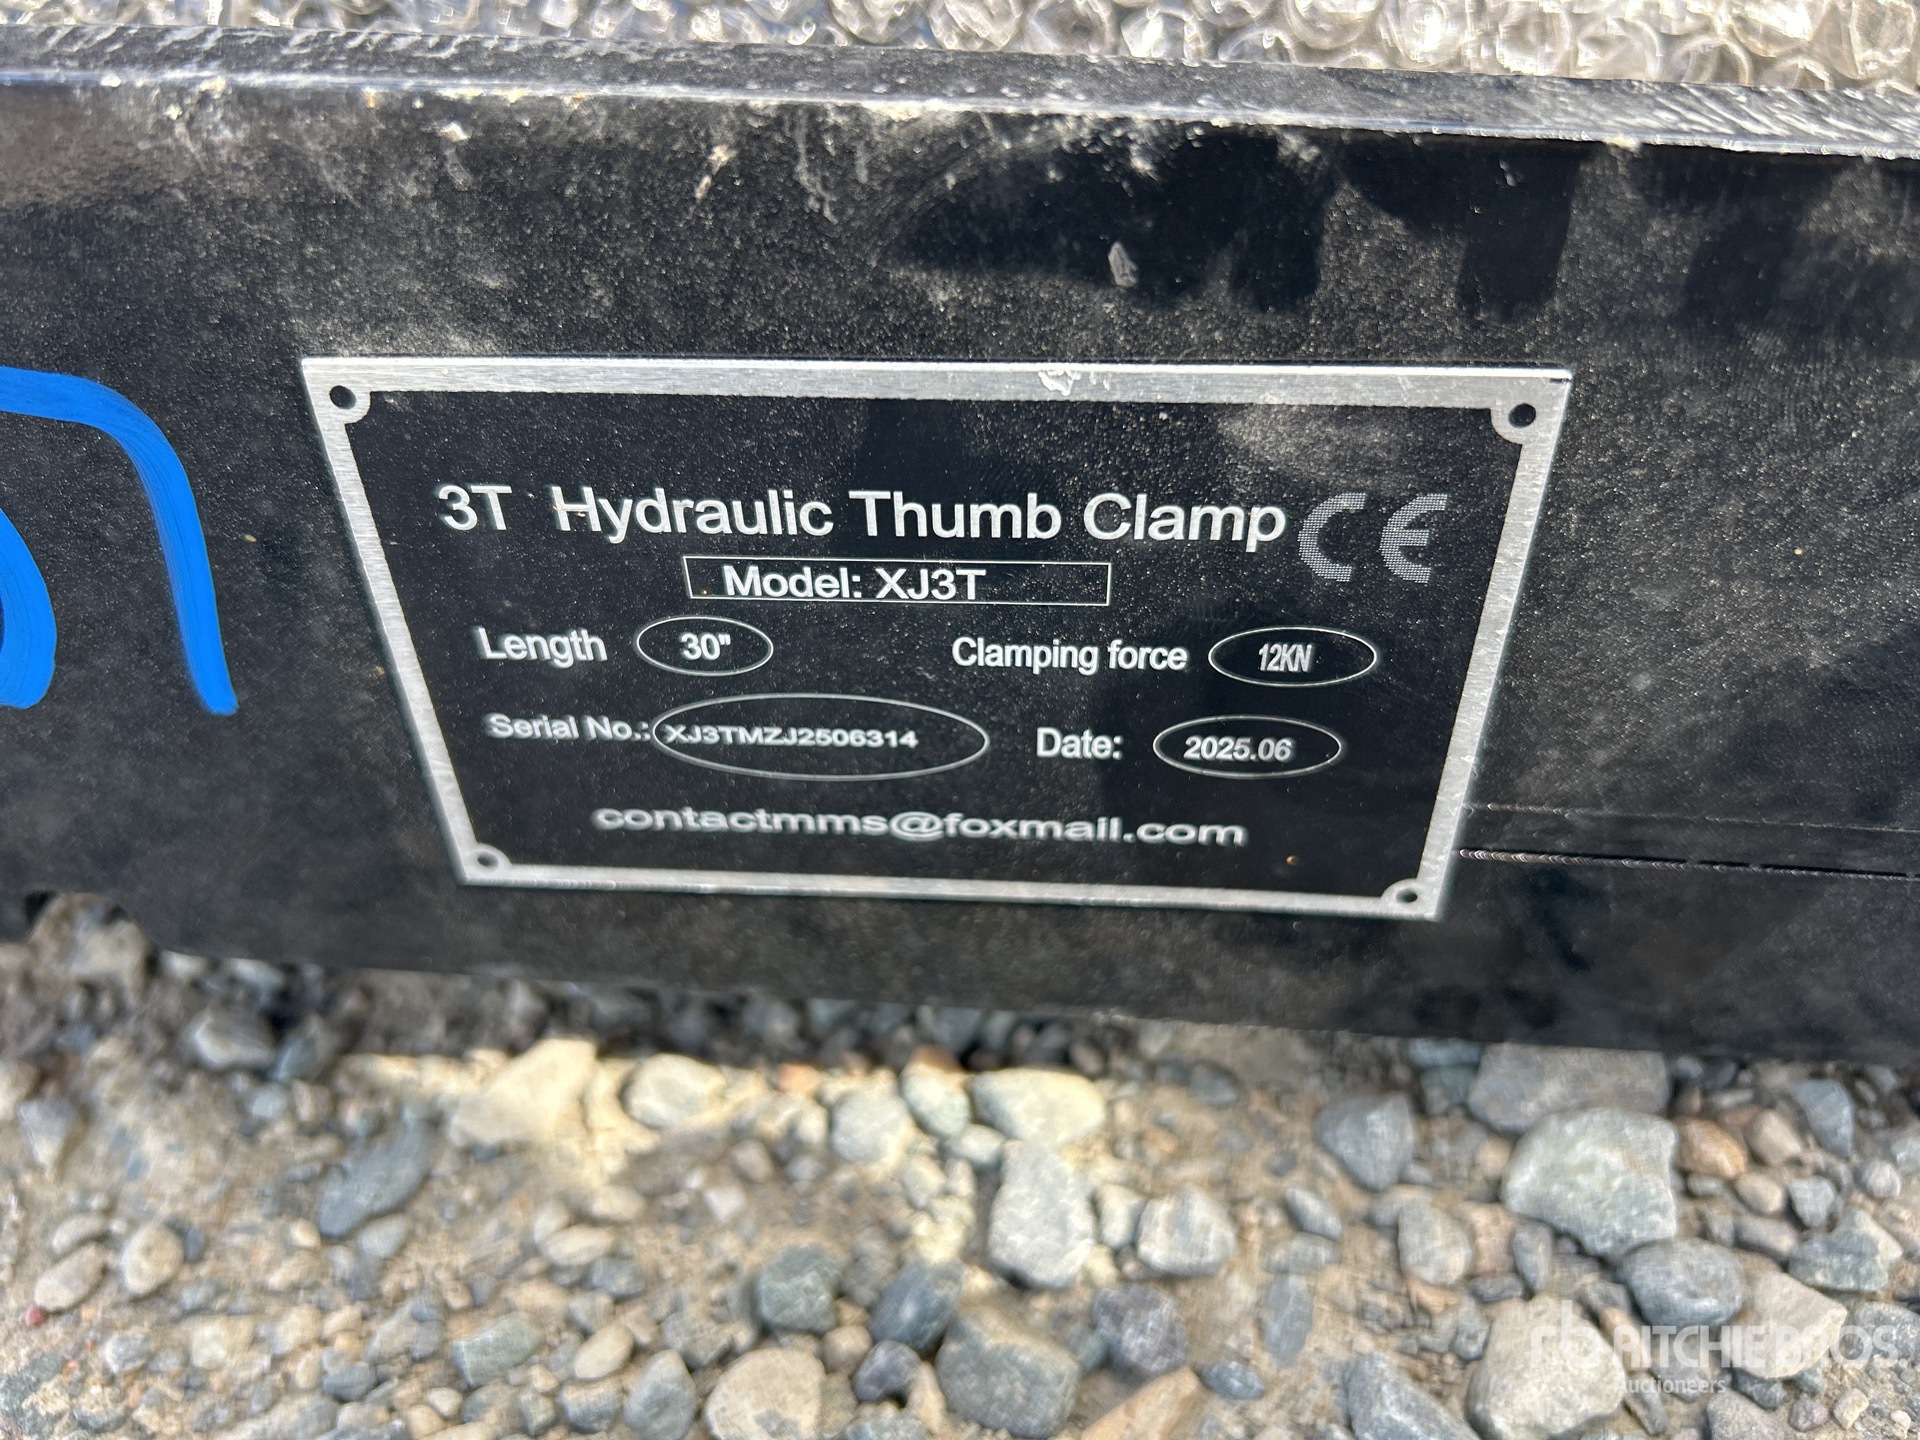 3T Hydraulic Thumb Clamp CE
Model: XJ3T
Length 30" Clamping force 12KN
Serial No.: XJ3TMZJ2506314 Date: 2025.06
contactmms@foxmail.com
rb RITCHIE BROS.
Auctioneers